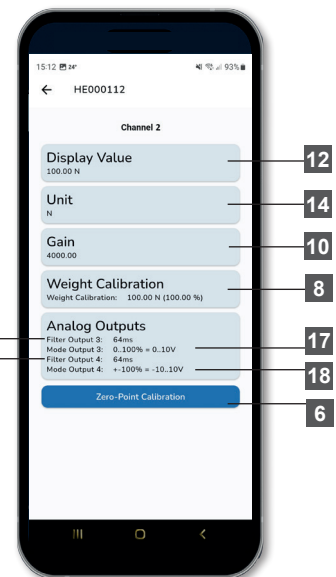 15:12 24° 93%
HE000112
Channel 2
Display Value
100.00 N
12
Unit
N
14
Gain
4000.00
10
Weight Calibration
Weight Calibration: 100.00 N (100.00 %)
8
Analog Outputs
Filter Output 3: 64ms
Mode Output 3: 0..100% = 0..10V
17
Filter Output 4: 64ms
Mode Output 4: +-100% = -10..10V
18
Zero-Point Calibration
6